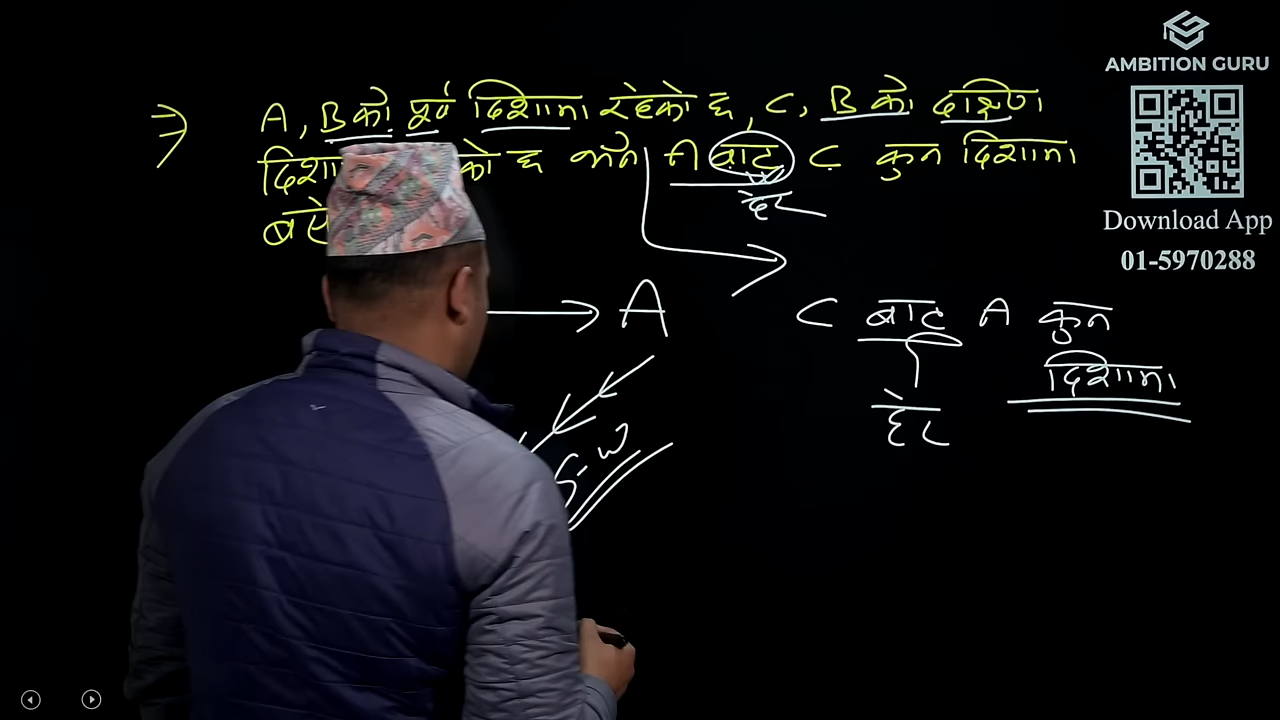 AMBITION GURU
A, B को पूर्व दिशामा रहेको छ, C, B को दक्षिण
दिशा को छ भने A बाट C कुन दिशामा
हेर
Download App
01-5970288
A
C बाट A कुन
दिशामा
हेर
S-W